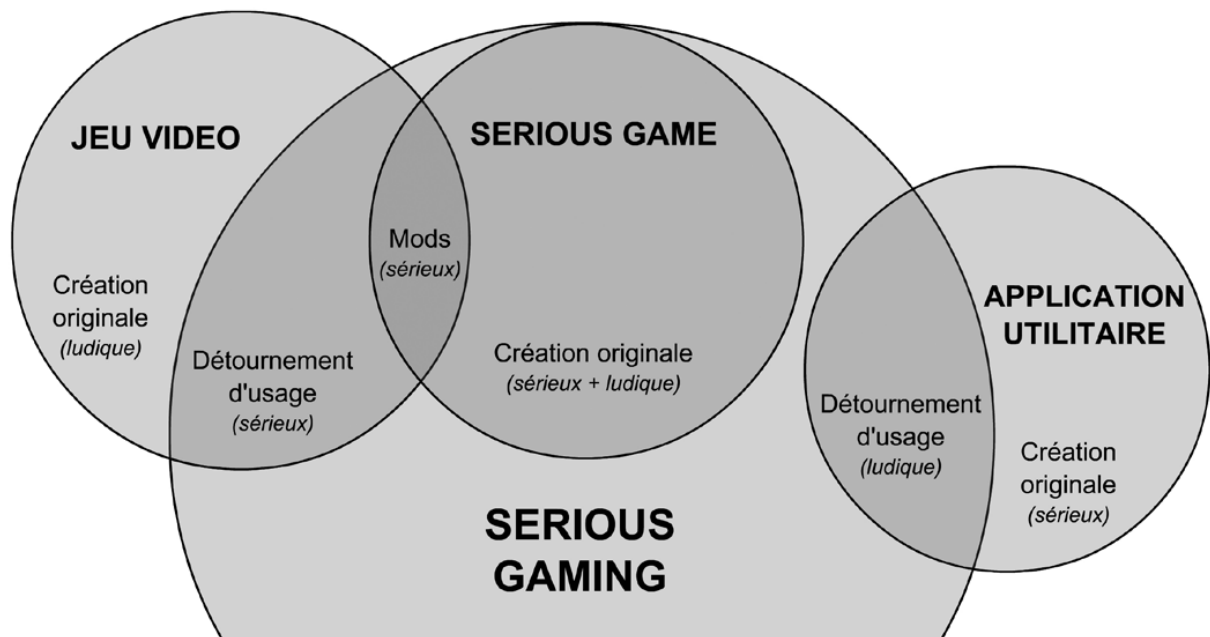 JEU VIDEO
Création
originale
(ludique)
Détournement
d'usage
(sérieux)
Mods
(sérieux)
SERIOUS GAME
Création originale
(sérieux + ludique)
SERIOUS
GAMING
APPLICATION
UTILITAIRE
Détournement
d'usage
(ludique)
Création
originale
(sérieux)